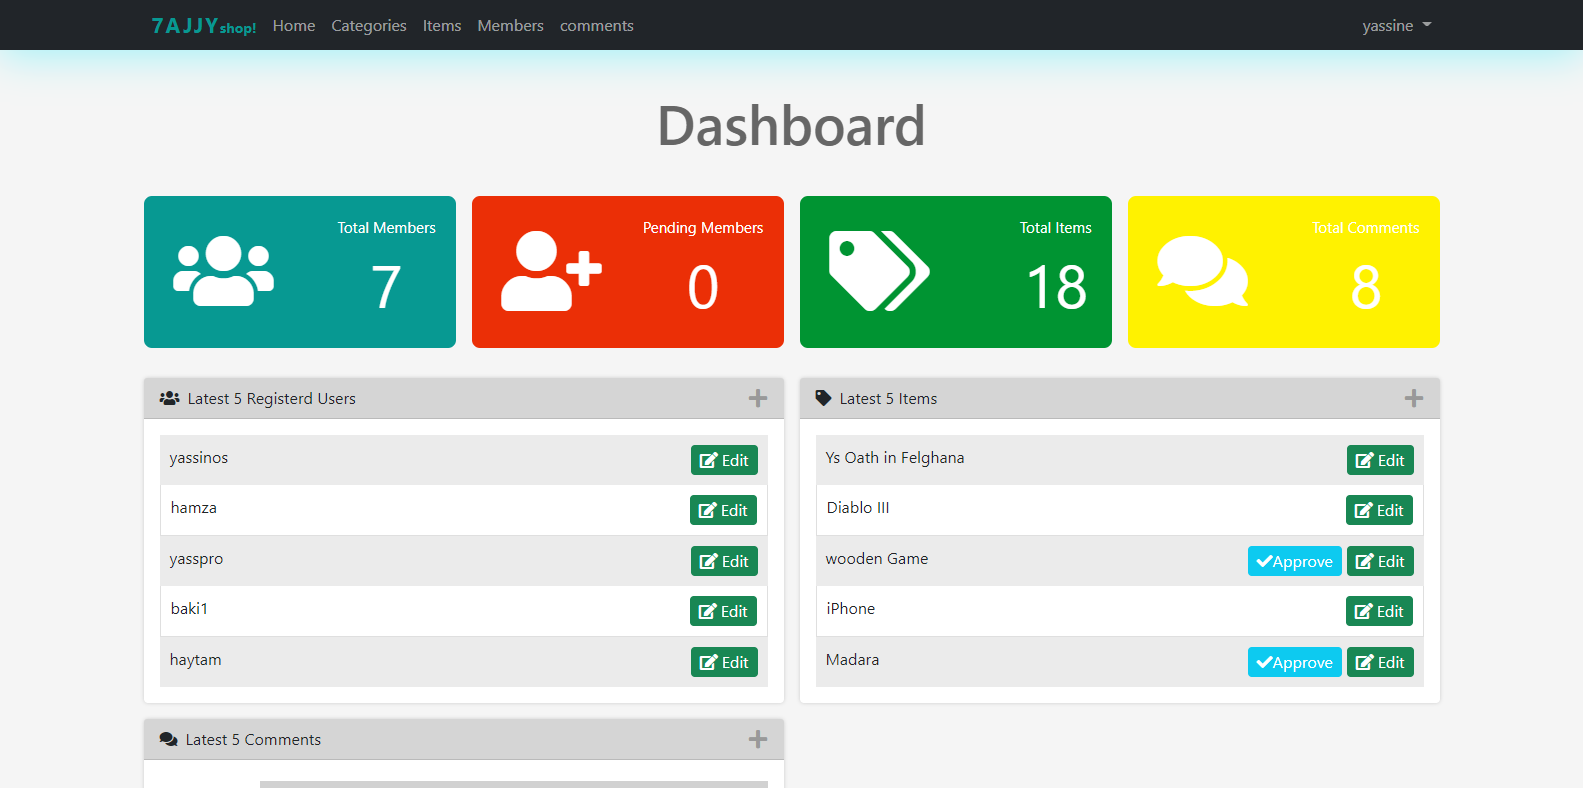 7AJJYshop! Home Categories Items Members comments yassine
Dashboard
Total Members
7
Pending Members
0
Total Items
18
Total Comments
8
Latest 5 Registerd Users
yassinos Edit
hamza Edit
yasspro Edit
baki1 Edit
haytam Edit
Latest 5 Items
Ys Oath in Felghana Edit
Diablo III Edit
wooden Game Approve Edit
iPhone Edit
Madara Approve Edit
Latest 5 Comments